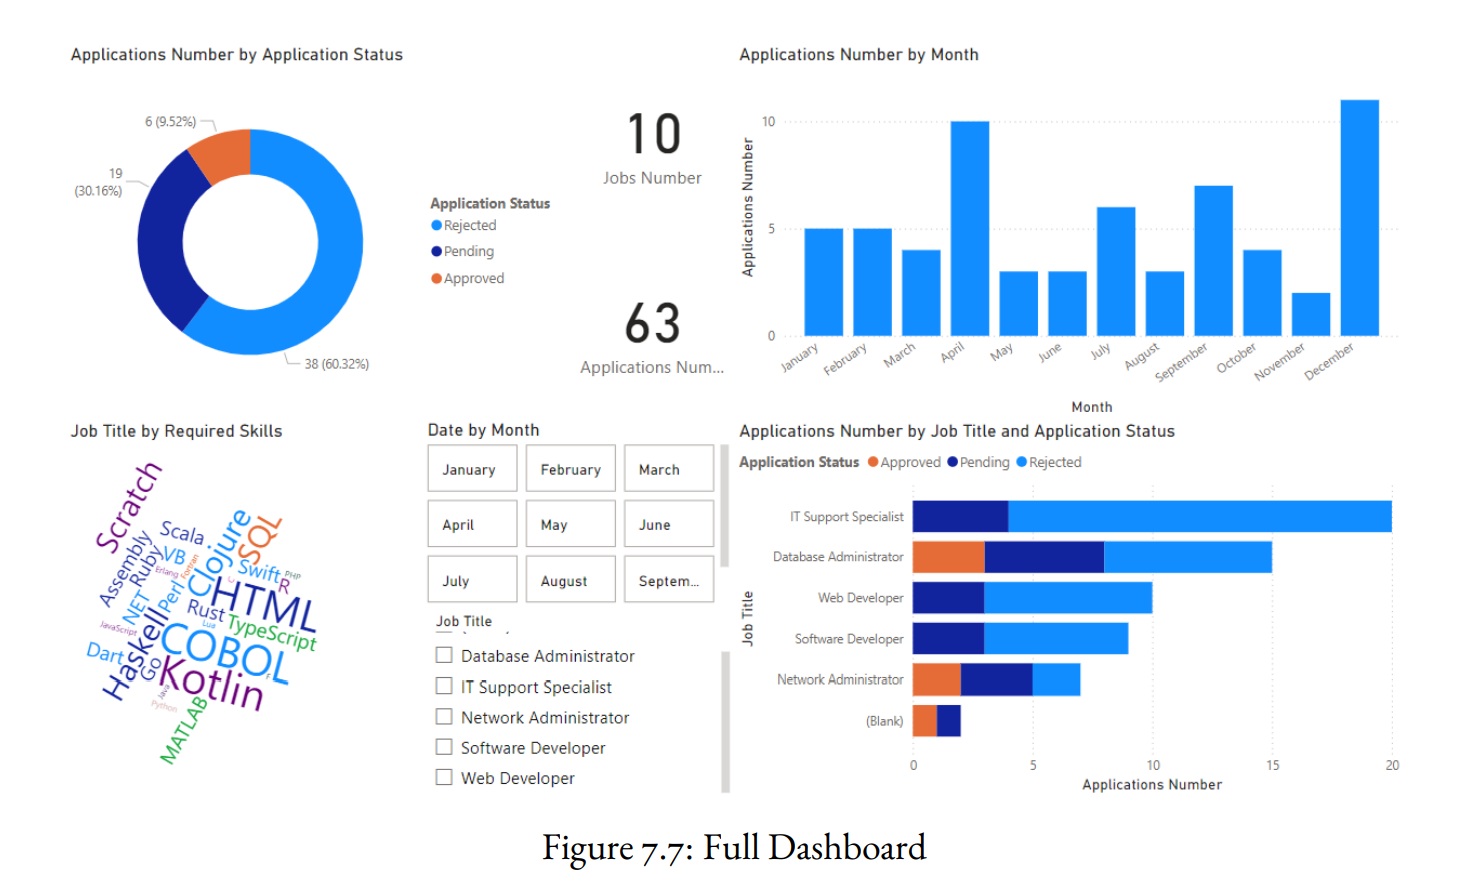 Applications Number by Application Status
6 (9.52%)
19
(30.16%)
38 (60.32%)
Application Status
Rejected
Pending
Approved
10
Jobs Number
63
Applications Num...
Applications Number by Month
Applications Number
10
5
0
January
February
March
April
May
June
July
August
September
October
November
December
Month
Job Title by Required Skills
Scratch
Scala
Clojure
SQL
Assembly
Ruby
VB
Erlang
Fortran
Swift
PHP
R
C
.NET
Perl
HTML
Rust
Lua
TypeScript
JavaScript
Haskell
COBOL
Dart
GO
Kotlin
Java
Python
MATLAB
Date by Month
January February March
April May June
July August Septem...
Job Title
Database Administrator
IT Support Specialist
Network Administrator
Software Developer
Web Developer
Applications Number by Job Title and Application Status
Application Status Approved Pending Rejected
Job Title
IT Support Specialist
Database Administrator
Web Developer
Software Developer
Network Administrator
(Blank)
0 5 10 15 20
Applications Number
Figure 7.7: Full Dashboard